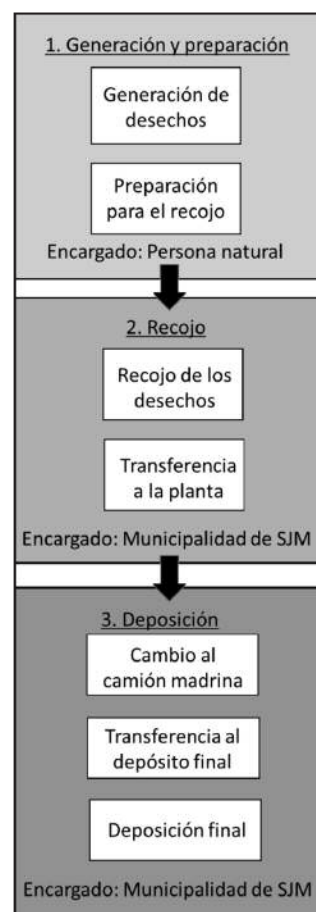 1. Generación y preparación
Generación de
desechos
Preparación
para el recojo
Encargado: Persona natural
2. Recojo
Recojo de los
desechos
Transferencia
a la planta
Encargado: Municipalidad de SJM
3. Deposición
Cambio al
camión madrina
Transferencia al
depósito final
Deposición final
Encargado: Municipalidad de SJM